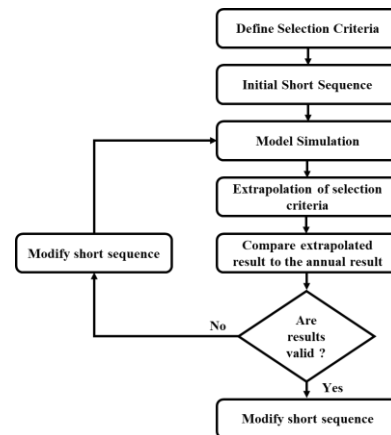 Define Selection Criteria
Initial Short Sequence
Model Simulation
Extrapolation of selection
criteria
Compare extrapolated
result to the annual result
Modify short sequence
Are
results
valid ?
No
Yes
Modify short sequence